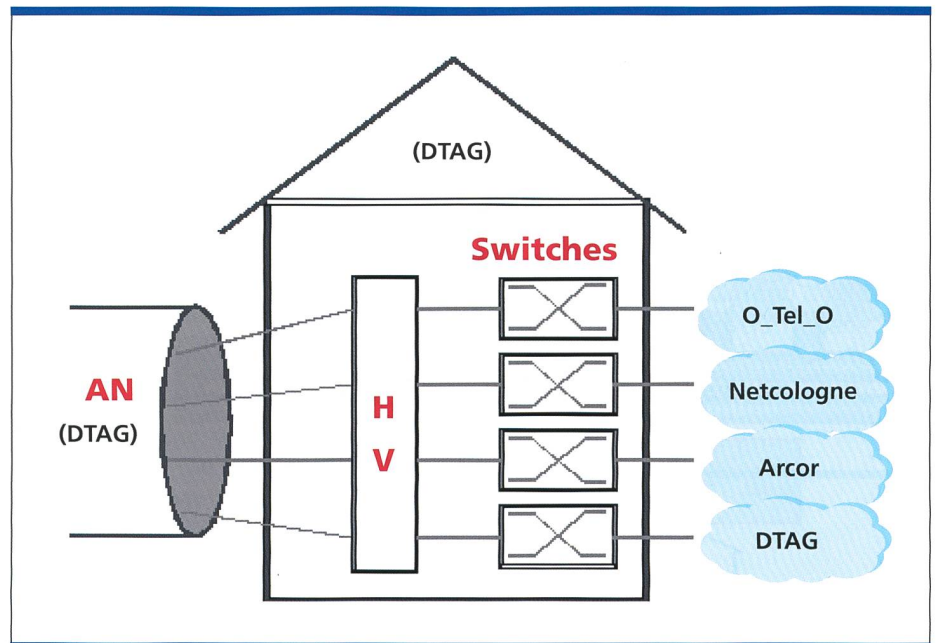 (DTAG)
Switches
AN
(DTAG)
H
V
O_Tel_O
Netcologne
Arcor
DTAG